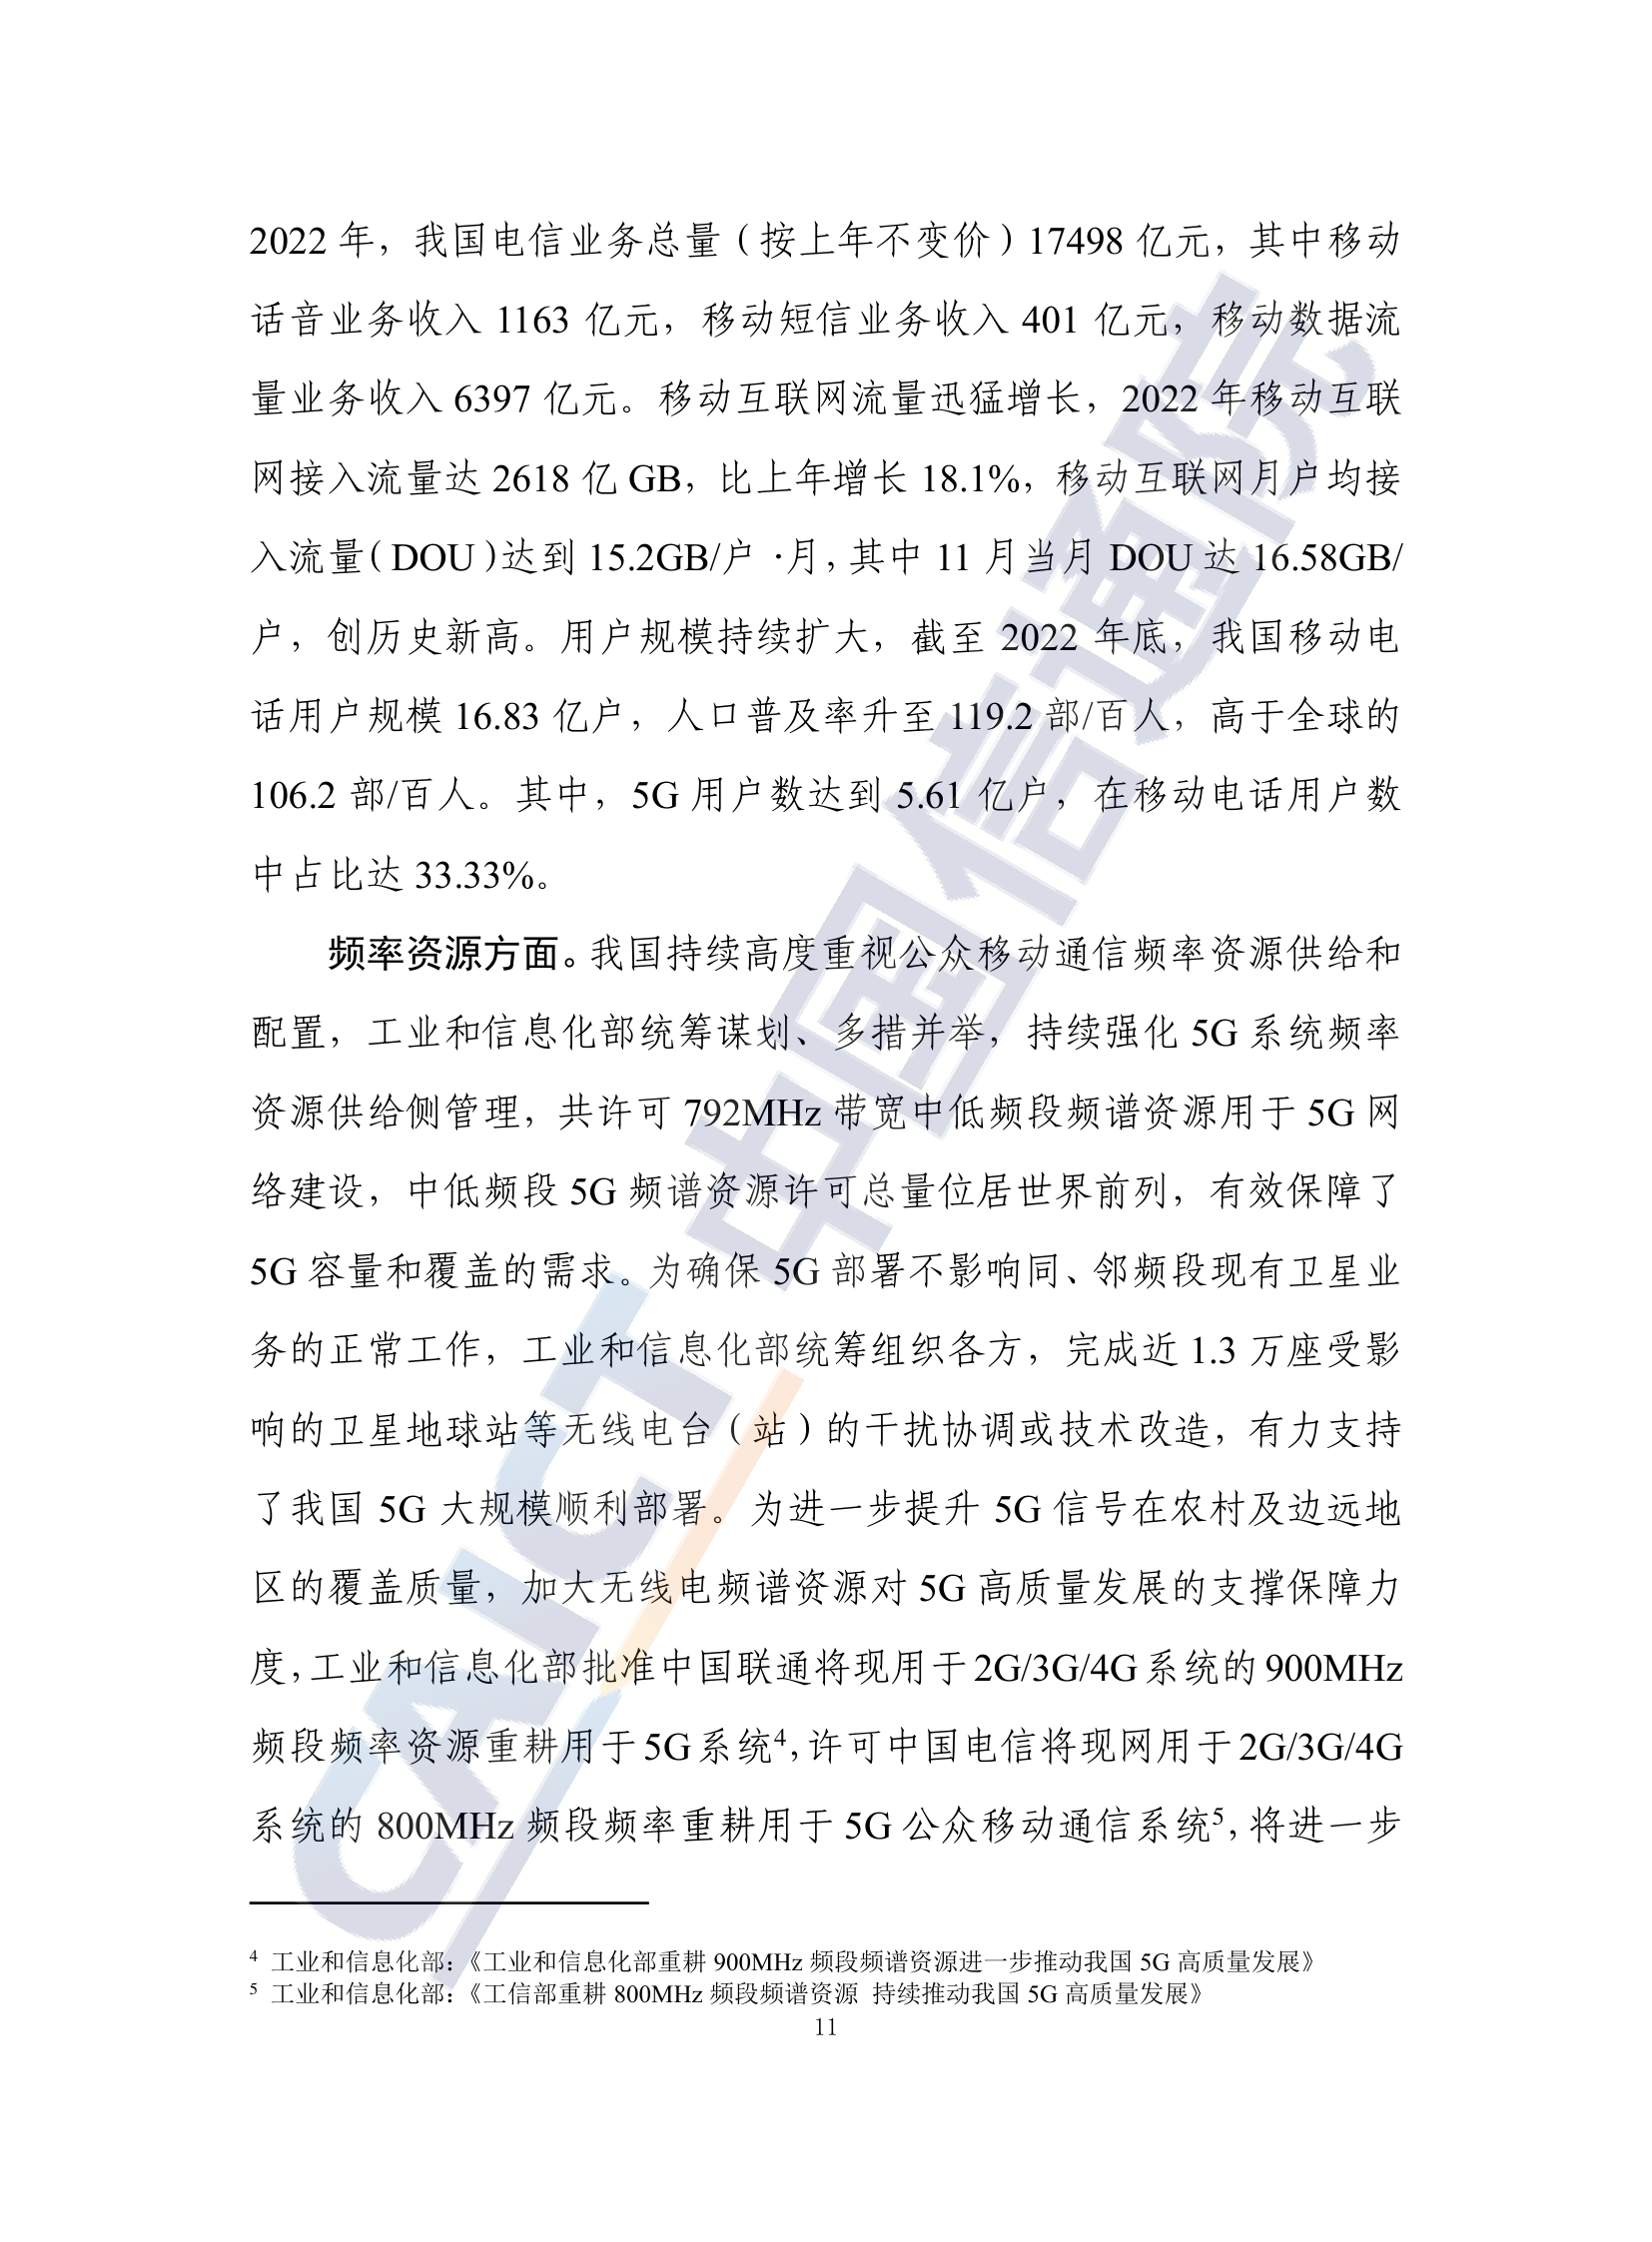 2022 年，我国电信业务总量（按上年不变价）17498 亿元，其中移动
话音业务收入 1163 亿元，移动短信业务收入 401 亿元，移动数据流
量业务收入 6397 亿元。移动互联网流量迅猛增长，2022 年移动互联
网接入流量达 2618 亿 GB，比上年增长 18.1%，移动互联网月户均接
入流量（DOU）达到 15.2GB/户·月，其中 11 月当月 DOU 达 16.58GB/
户，创历史新高。用户规模持续扩大，截至 2022 年底，我国移动电
话用户规模 16.83 亿户，人口普及率升至 119.2 部/百人，高于全球的
106.2 部/百人。其中，5G 用户数达到 5.61 亿户，在移动电话用户数
中占比达 33.33%。
频率资源方面。我国持续高度重视公众移动通信频率资源供给和
配置，工业和信息化部统筹谋划、多措并举，持续强化 5G 系统频率
资源供给侧管理，共许可 792MHz 带宽中低频段频谱资源用于 5G 网
络建设，中低频段 5G 频谱资源许可总量位居世界前列，有效保障了
5G 容量和覆盖的需求。为确保 5G 部署不影响同、邻频段现有卫星业
务的正常工作，工业和信息化部统筹组织各方，完成近 1.3 万座受影
响的卫星地球站等无线电台（站）的干扰协调或技术改造，有力支持
了我国 5G 大规模顺利部署。为进一步提升 5G 信号在农村及边远地
区的覆盖质量，加大无线电频谱资源对 5G 高质量发展的支撑保障力
度，工业和信息化部批准中国联通将现用于 2G/3G/4G 系统的 900MHz
频段频率资源重耕用于 5G 系统4，许可中国电信将现网用于 2G/3G/4G
系统的 800MHz 频段频率重耕用于 5G 公众移动通信系统5，将进一步
4 工业和信息化部：《工业和信息化部重耕 900MHz 频段频谱资源进一步推动我国 5G 高质量发展》
5 工业和信息化部：《工信部重耕 800MHz 频段频谱资源 持续推动我国 5G 高质量发展》
11
CAICT 中国信通院